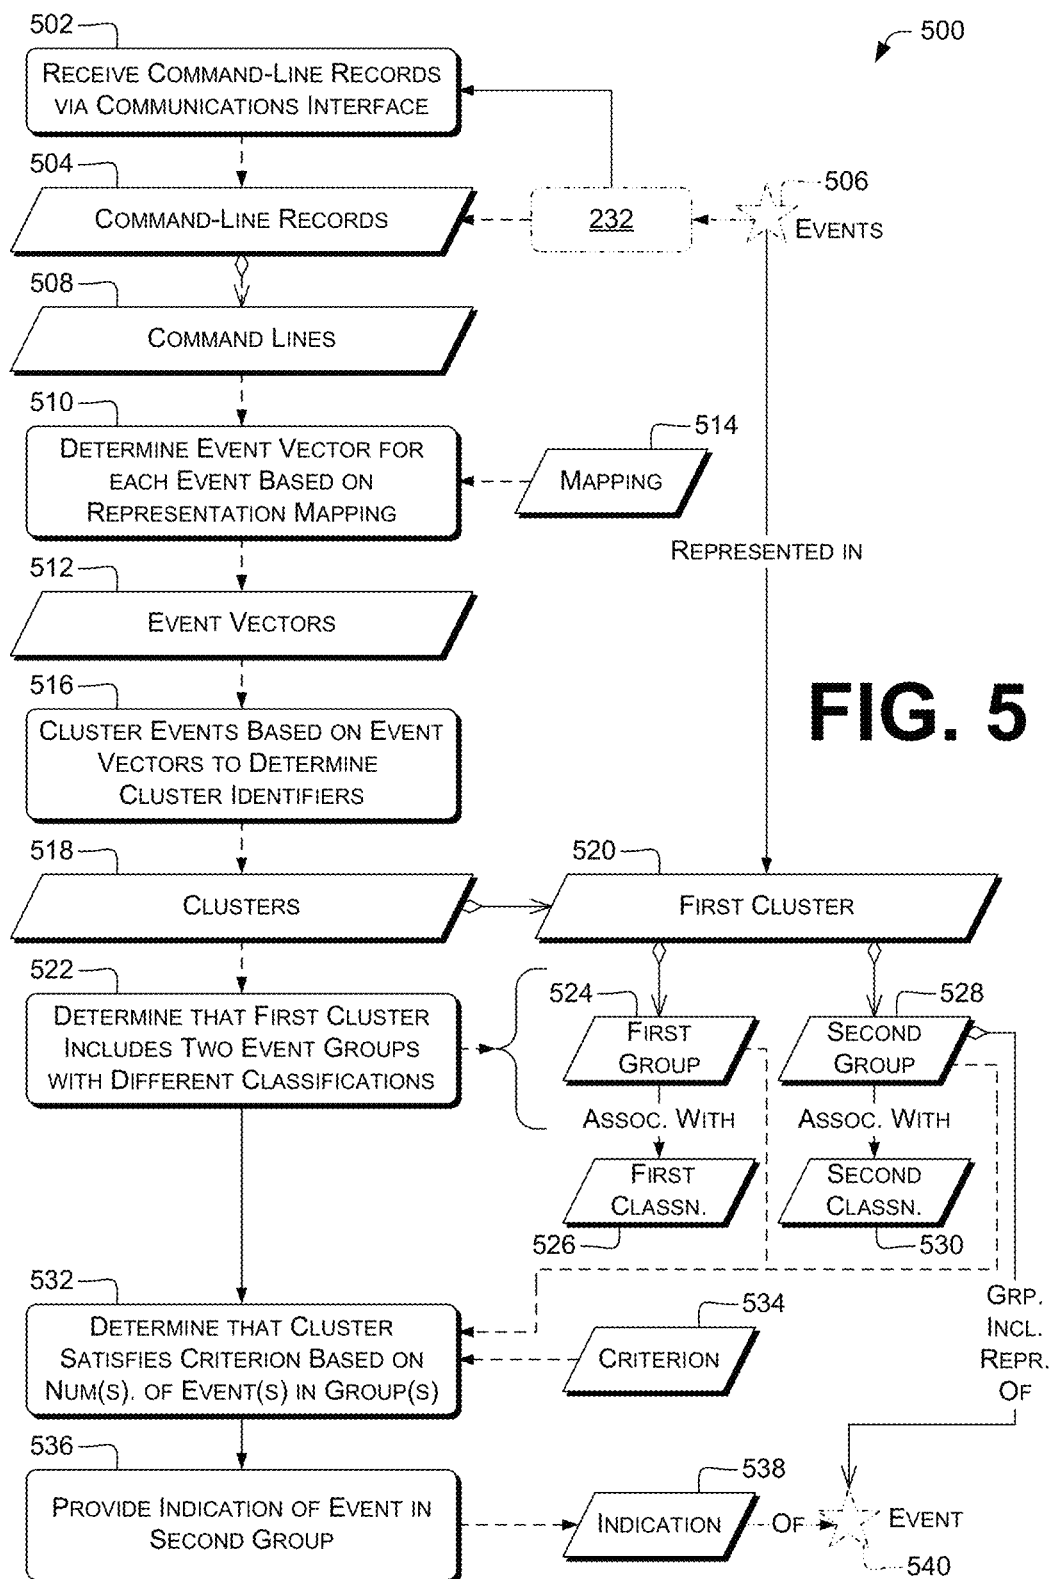 502
500
RECEIVE COMMAND-LINE RECORDS
VIA COMMUNICATIONS INTERFACE
504
506
COMMAND-LINE RECORDS
232
EVENTS
508
COMMAND LINES
510
514
DETERMINE EVENT VECTOR FOR
EACH EVENT BASED ON
REPRESENTATION MAPPING
MAPPING
REPRESENTED IN
512
EVENT VECTORS
516
FIG. 5
CLUSTER EVENTS BASED ON EVENT
VECTORS TO DETERMINE
CLUSTER IDENTIFIERS
518
520
CLUSTERS
FIRST CLUSTER
522
524
528
DETERMINE THAT FIRST CLUSTER
INCLUDES TWO EVENT GROUPS
WITH DIFFERENT CLASSIFICATIONS
FIRST
GROUP
SECOND
GROUP
ASSOC. WITH
ASSOC. WITH
FIRST
CLASSN.
SECOND
CLASSN.
526
530
532
534
GRP.
INCL.
REPR.
OF
DETERMINE THAT CLUSTER
SATISFIES CRITERION BASED ON
NUM(S). OF EVENT(S) IN GROUP(S)
CRITERION
536
538
PROVIDE INDICATION OF EVENT IN
SECOND GROUP
INDICATION
OF
EVENT
540